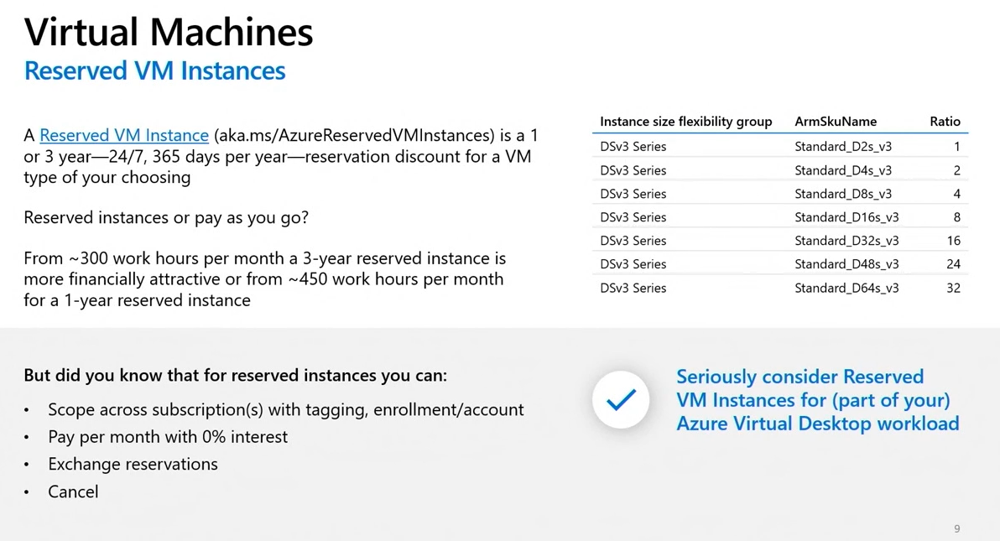 Virtual Machines
Reserved VM Instances
A Reserved VM Instance (aka.ms/AzureReservedVMInstances) is a 1
or 3 year—24/7, 365 days per year—reservation discount for a VM
type of your choosing
Reserved instances or pay as you go?
From ~300 work hours per month a 3-year reserved instance is
more financially attractive or from ~450 work hours per month
for a 1-year reserved instance
Instance size flexibility group ArmSkuName Ratio
DSv3 Series Standard_D2s_v3 1
DSv3 Series Standard_D4s_v3 2
DSv3 Series Standard_D8s_v3 4
DSv3 Series Standard_D16s_v3 8
DSv3 Series Standard_D32s_v3 16
DSv3 Series Standard_D48s_v3 24
DSv3 Series Standard_D64s_v3 32
But did you know that for reserved instances you can:
• Scope across subscription(s) with tagging, enrollment/account
• Pay per month with 0% interest
• Exchange reservations
• Cancel
Seriously consider Reserved
VM Instances for (part of your)
Azure Virtual Desktop workload
9